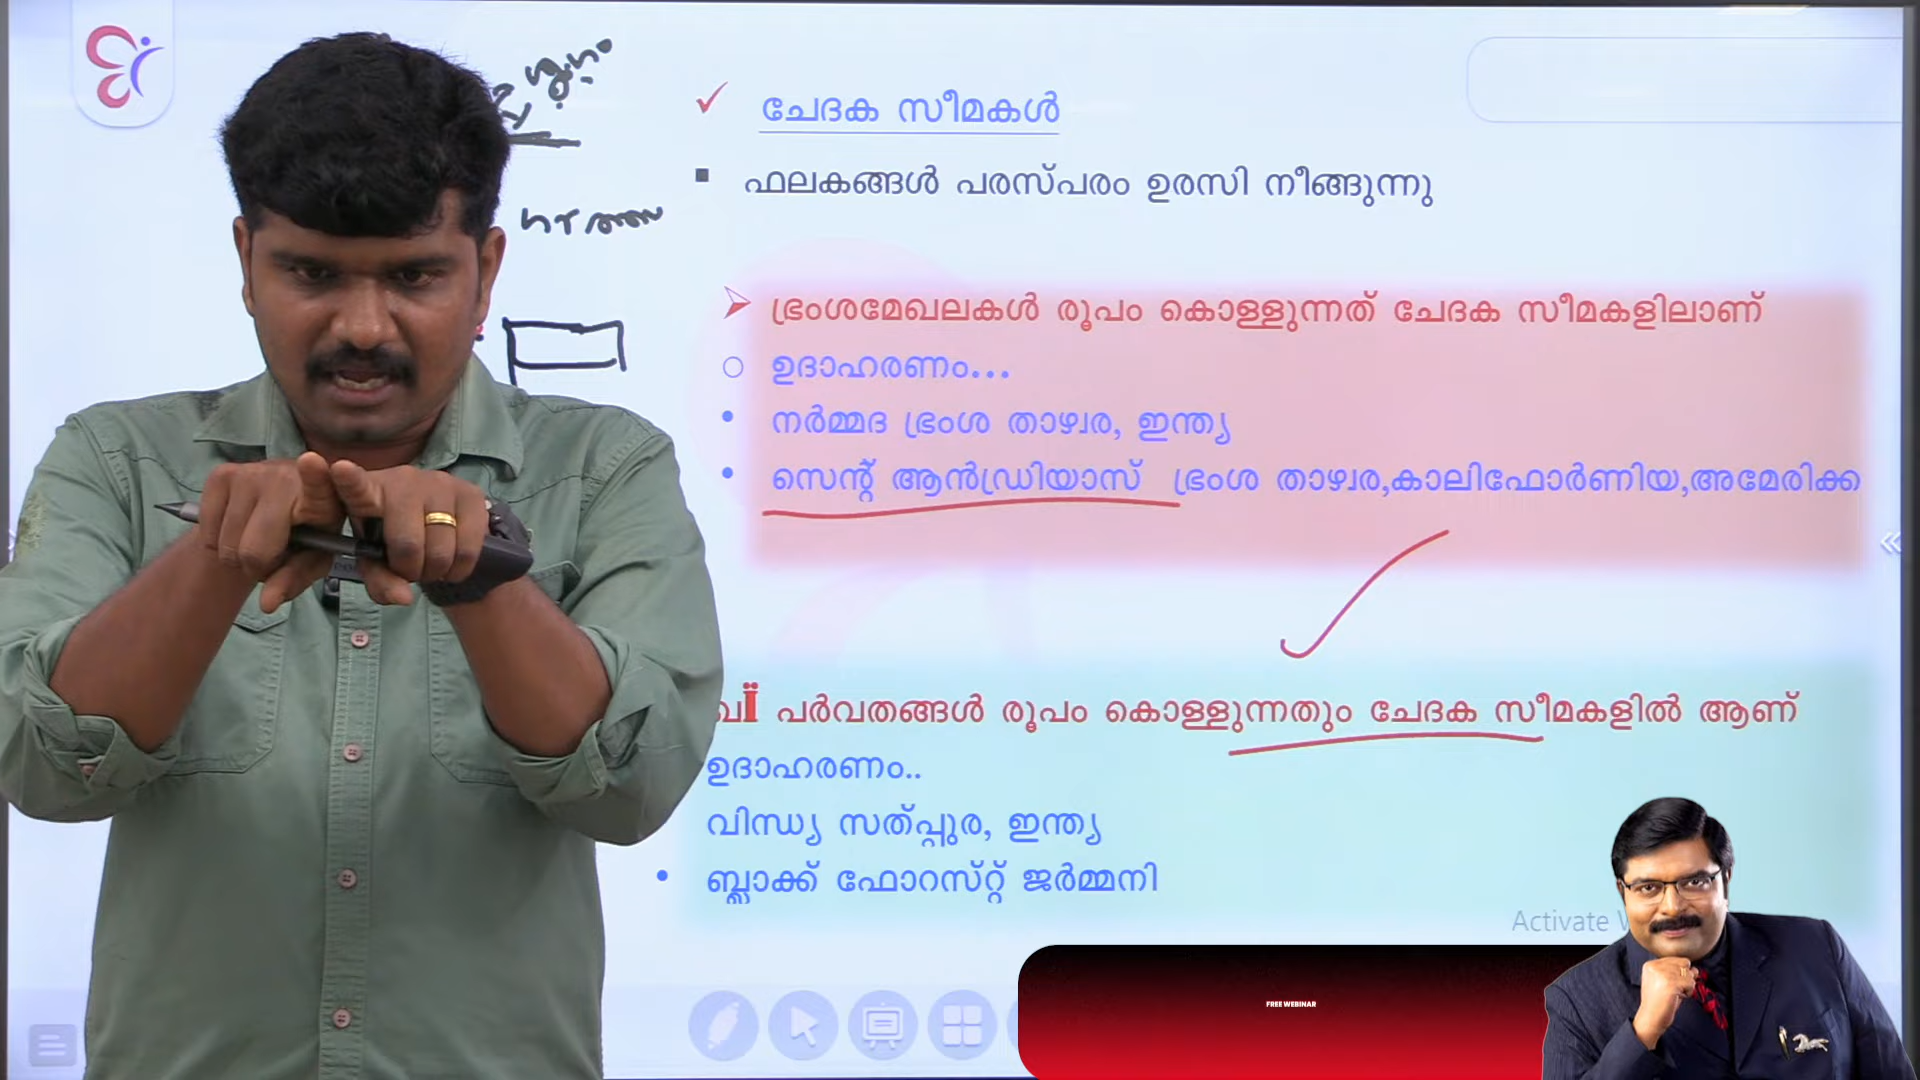 ചേദക സീമകൾ
ഫലകങ്ങൾ പരസ്പരം ഉരസി നീങ്ങുന്നു
ഭ്രംശമേഖലകൾ രൂപം കൊള്ളുന്നത് ചേദക സീമകളിലാണ്
ഉദാഹരണം...
നർമ്മദ ഭ്രംശ താഴ്വര, ഇന്ത്യ
സെന്റ് ആൻഡ്രിയാസ് ഭ്രംശ താഴ്വര,കാലിഫോർണിയ,അമേരിക്ക
പർവതങ്ങൾ രൂപം കൊള്ളുന്നതും ചേദക സീമകളിൽ ആണ്
ഉദാഹരണം..
വിന്ധ്യ സത്പ്പുര, ഇന്ത്യ
ബ്ലാക്ക് ഫോറസ്റ്റ് ജർമ്മനി
Activate
FREE WEBINAR